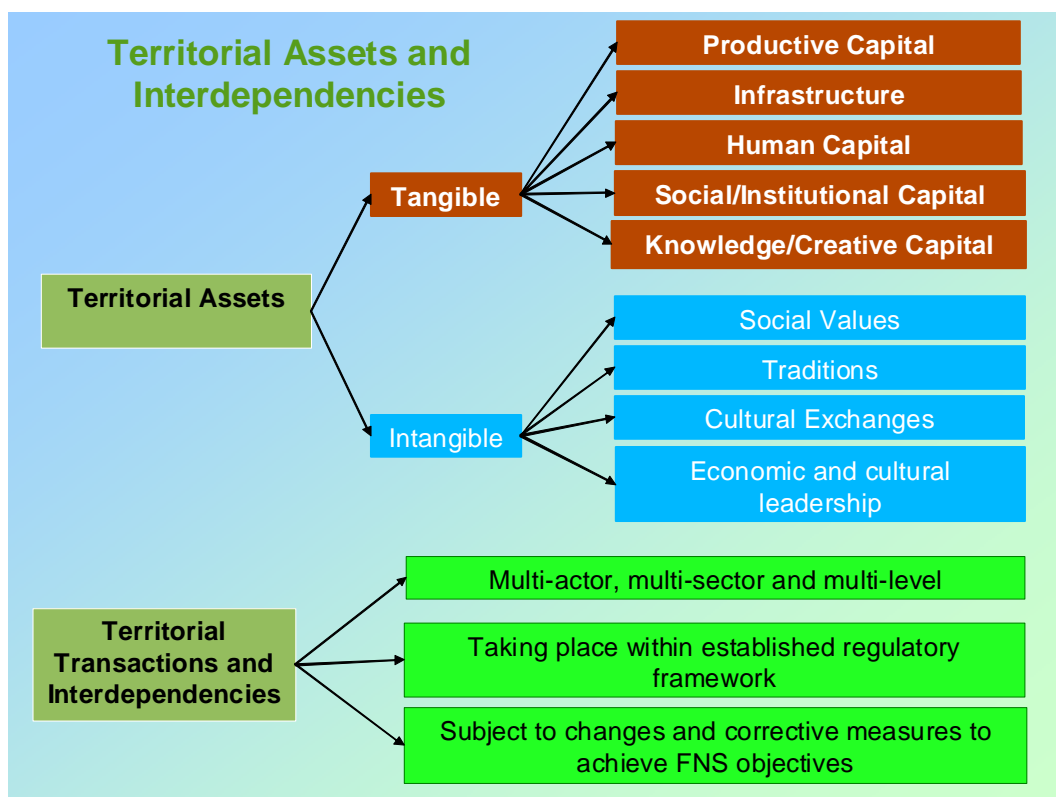 Territorial Assets and
Interdependencies
Productive Capital
Infrastructure
Human Capital
Social/Institutional Capital
Knowledge/Creative Capital
Tangible
Territorial Assets
Social Values
Traditions
Cultural Exchanges
Economic and cultural
leadership
Intangible
Multi-actor, multi-sector and multi-level
Territorial
Transactions and
Interdependencies
Taking place within established regulatory
framework
Subject to changes and corrective measures to
achieve FNS objectives